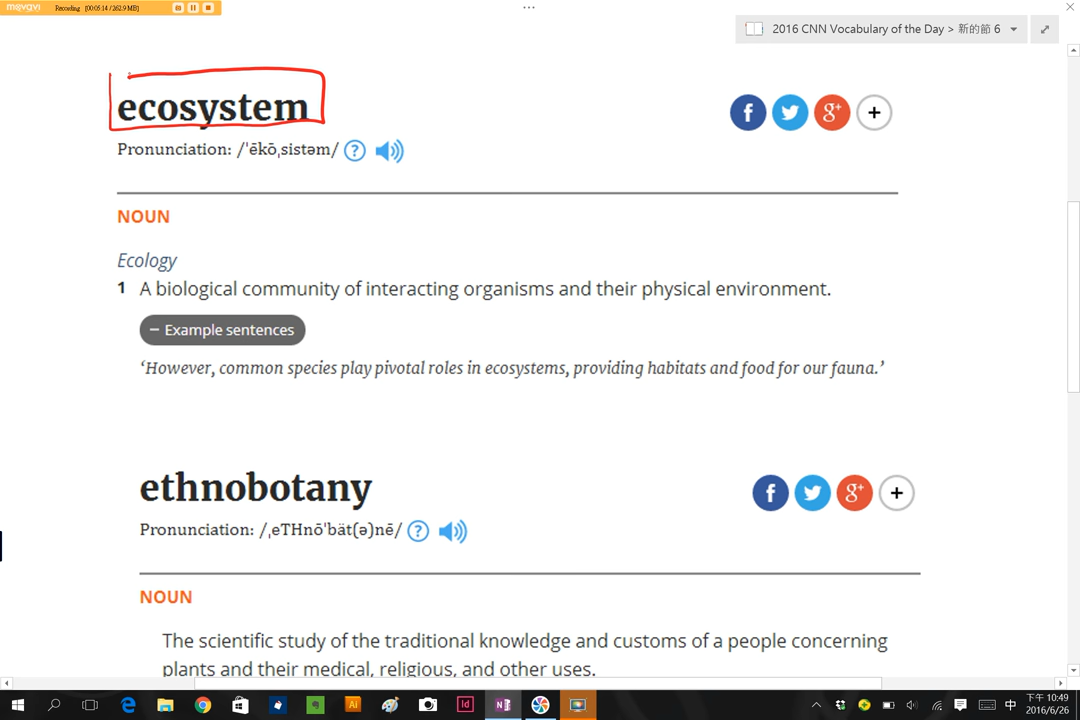 movavi Recording [00:05:14 / 262.9 MB]
2016 CNN Vocabulary of the Day > 新的節 6
ecosystem
Pronunciation: /ˈēkōˌsistəm/ ?
NOUN
Ecology
1 A biological community of interacting organisms and their physical environment.
– Example sentences
‘However, common species play pivotal roles in ecosystems, providing habitats and food for our fauna.’
ethnobotany
Pronunciation: /ˌeTHnōˈbät(ə)nē/ ?
NOUN
The scientific study of the traditional knowledge and customs of a people concerning
plants and their medical, religious, and other uses.
中
下午 10:49
2016/6/26